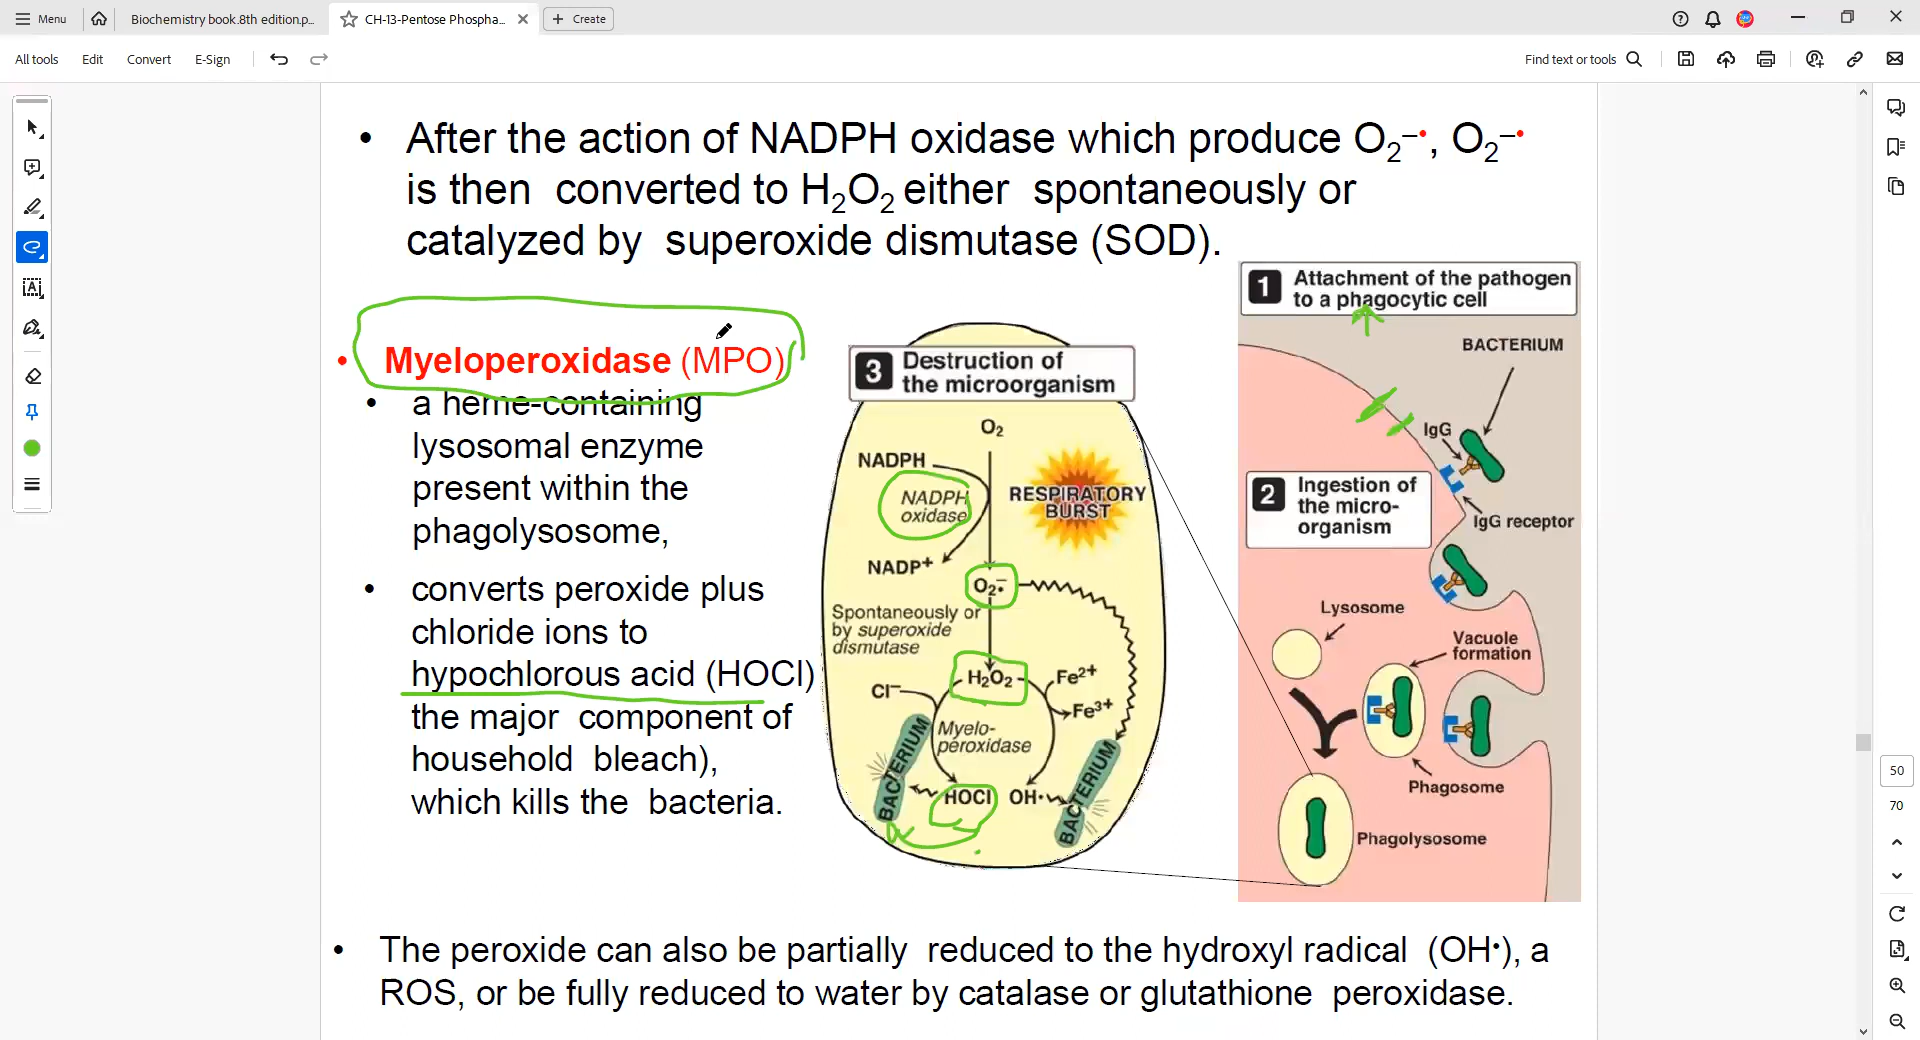 Menu
Biochemistry book.8th edition.p...
CH-13-Pentose Phospha...
Create
All tools
Edit
Convert
E-Sign
Find text or tools
• After the action of NADPH oxidase which produce O₂⁻•, O₂⁻•
is then converted to H₂O₂ either spontaneously or
catalyzed by superoxide dismutase (SOD).
• Myeloperoxidase (MPO)
• a heme-containing
lysosomal enzyme
present within the
phagolysosome,
• converts peroxide plus
chloride ions to
hypochlorous acid (HOCl)
the major component of
household bleach),
which kills the bacteria.
3 Destruction of
the microorganism
O₂
NADPH
NADPH
oxidase
RESPIRATORY
BURST
NADP+
O₂•⁻
Spontaneously or
by superoxide
dismutase
H₂O₂
Fe²⁺
Cl⁻
Fe³⁺
Myelo-
peroxidase
BACTERIUM
BACTERIUM
HOCl
OH•
1 Attachment of the pathogen
to a phagocytic cell
BACTERIUM
IgG
2 Ingestion of
the micro-
organism
IgG receptor
Lysosome
Vacuole
formation
Phagosome
Phagolysosome
• The peroxide can also be partially reduced to the hydroxyl radical (OH•), a
ROS, or be fully reduced to water by catalase or glutathione peroxidase.
50
70